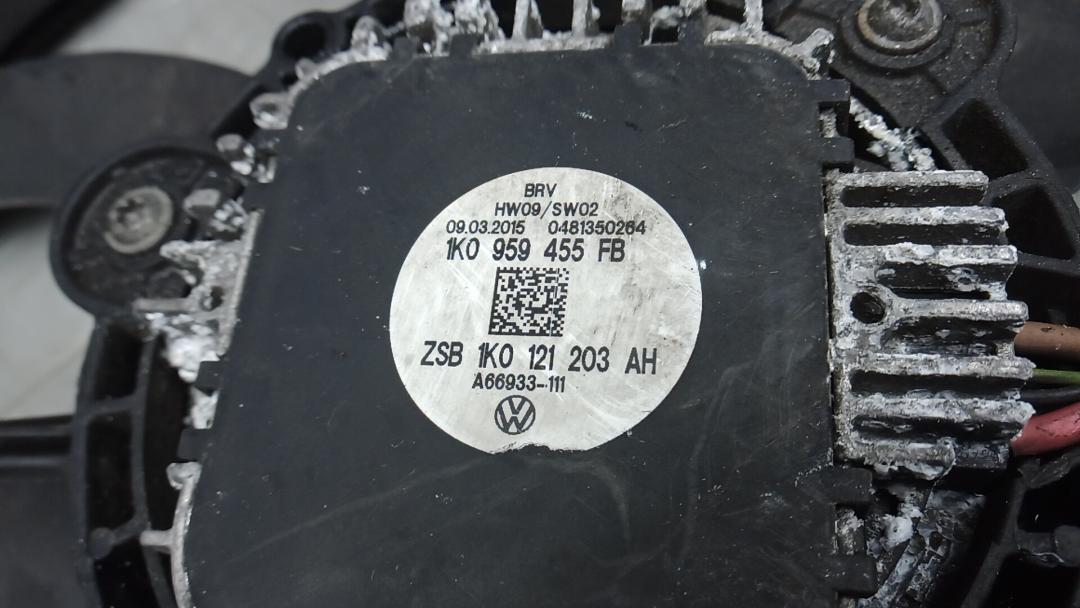 BRV
HW09/SW02
09.03.2015 0481350264
1K0 959 455 FB
ZSB 1K0 121 203 AH
A66933-111